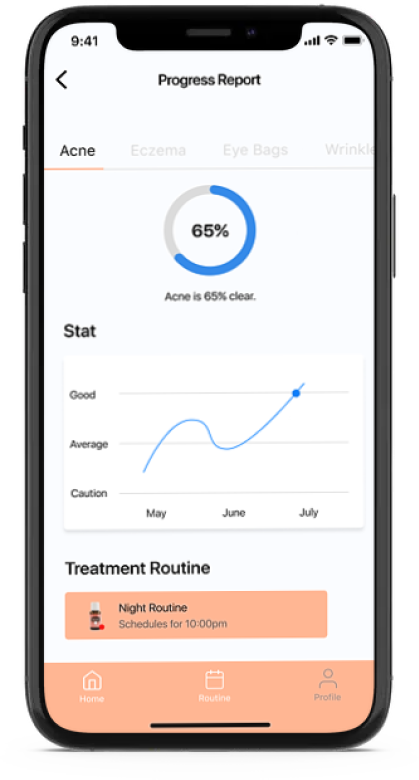 9:41
Progress Report
Acne Eczema Eye Bags Wrinkle
65%
Acne is 65% clear.
Stat
Good
Average
Caution
May June July
Treatment Routine
Night Routine
Schedules for 10:00pm
Home Routine Profile